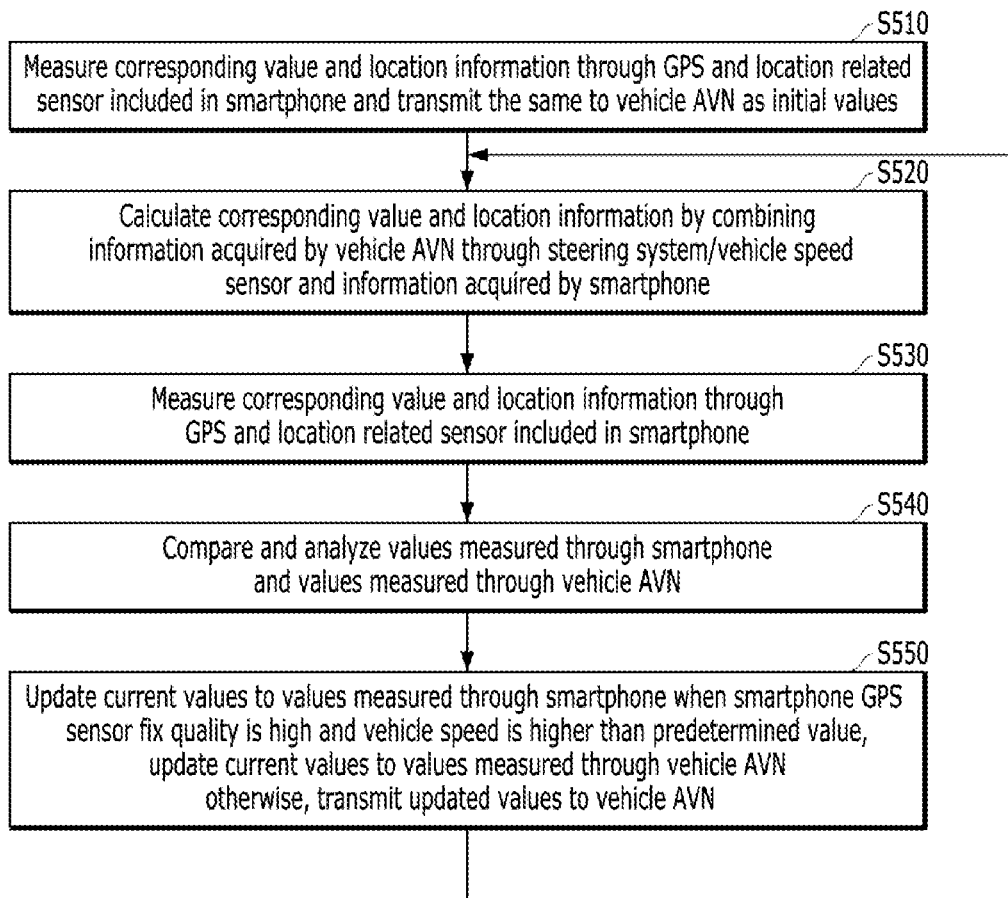 S510
Measure corresponding value and location information through GPS and location related
sensor included in smartphone and transmit the same to vehicle AVN as initial values
S520
Calculate corresponding value and location information by combining
information acquired by vehicle AVN through steering system/vehicle speed
sensor and information acquired by smartphone
S530
Measure corresponding value and location information through
GPS and location related sensor included in smartphone
S540
Compare and analyze values measured through smartphone
and values measured through vehicle AVN
S550
Update current values to values measured through smartphone when smartphone GPS
sensor fix quality is high and vehicle speed is higher than predetermined value,
update current values to values measured through vehicle AVN
otherwise, transmit updated values to vehicle AVN